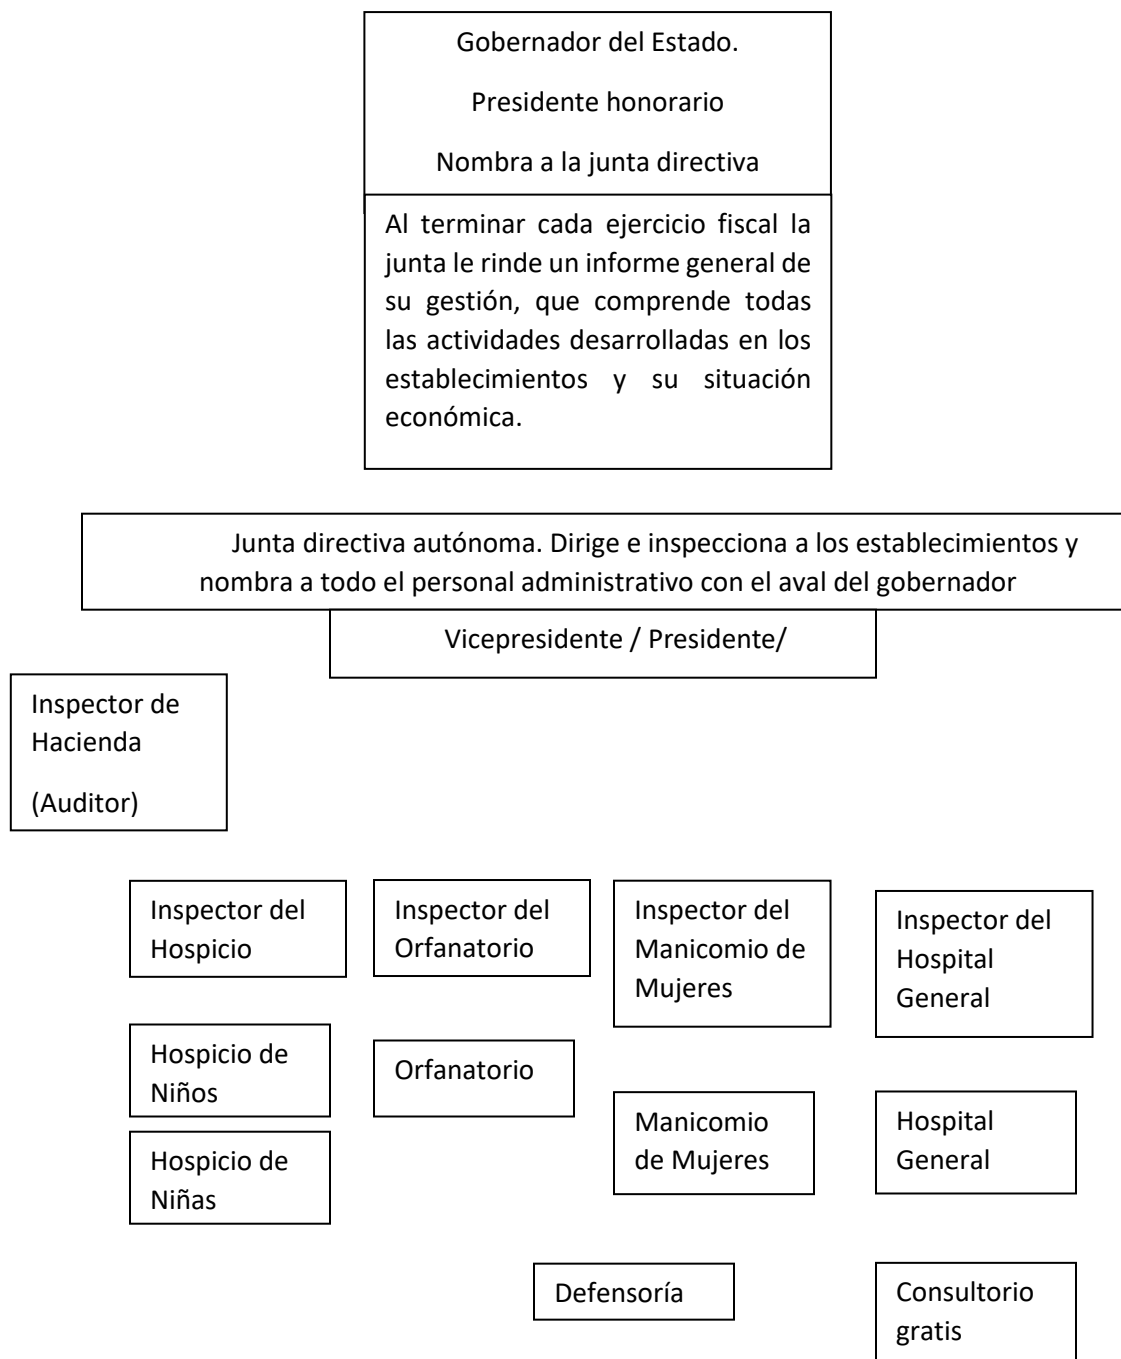 Gobernador del Estado.
Presidente honorario
Nombra a la junta directiva
Al terminar cada ejercicio fiscal la
junta le rinde un informe general de
su gestión, que comprende todas
las actividades desarrolladas en los
establecimientos y su situación
económica.
Junta directiva autónoma. Dirige e inspecciona a los establecimientos y
nombra a todo el personal administrativo con el aval del gobernador
Vicepresidente / Presidente/
Inspector de
Hacienda
(Auditor)
Inspector del
Hospicio
Inspector del
Orfanatorio
Inspector del
Manicomio de
Mujeres
Inspector del
Hospital
General
Hospicio de
Niños
Orfanatorio
Manicomio
de Mujeres
Hospital
General
Hospicio de
Niñas
Defensoría
Consultorio
gratis